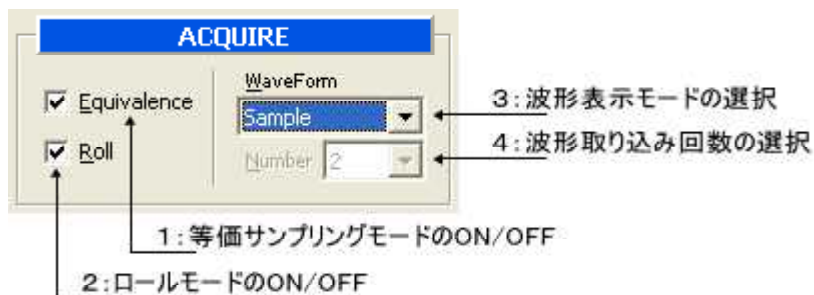 ACQUIRE
Equivalence
Roll
WaveForm
Sample
Number 2
3:波形表示モードの選択
4:波形取り込み回数の選択
1:等価サンプリングモードのON/OFF
2:ロールモードのON/OFF